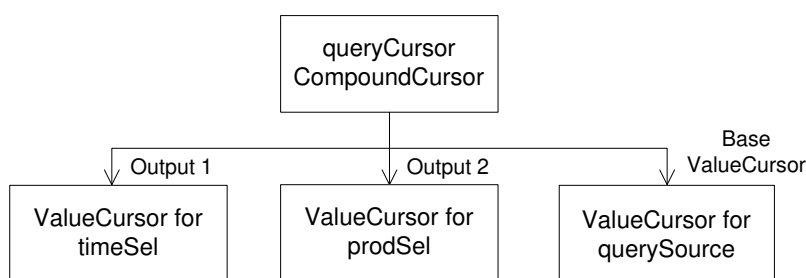 queryCursor
CompoundCursor
Output 1
Output 2
Base
ValueCursor
ValueCursor for
timeSel
ValueCursor for
prodSel
ValueCursor for
querySource